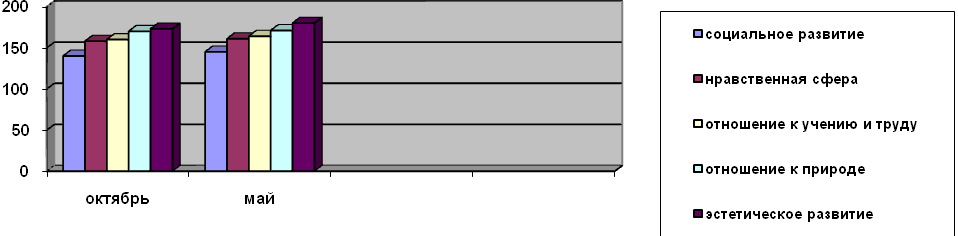 200
150
100
50
0
октябрь
май
социальное развитие
нравственная сфера
отношение к учению и труду
отношение к природе
эстетическое развитие